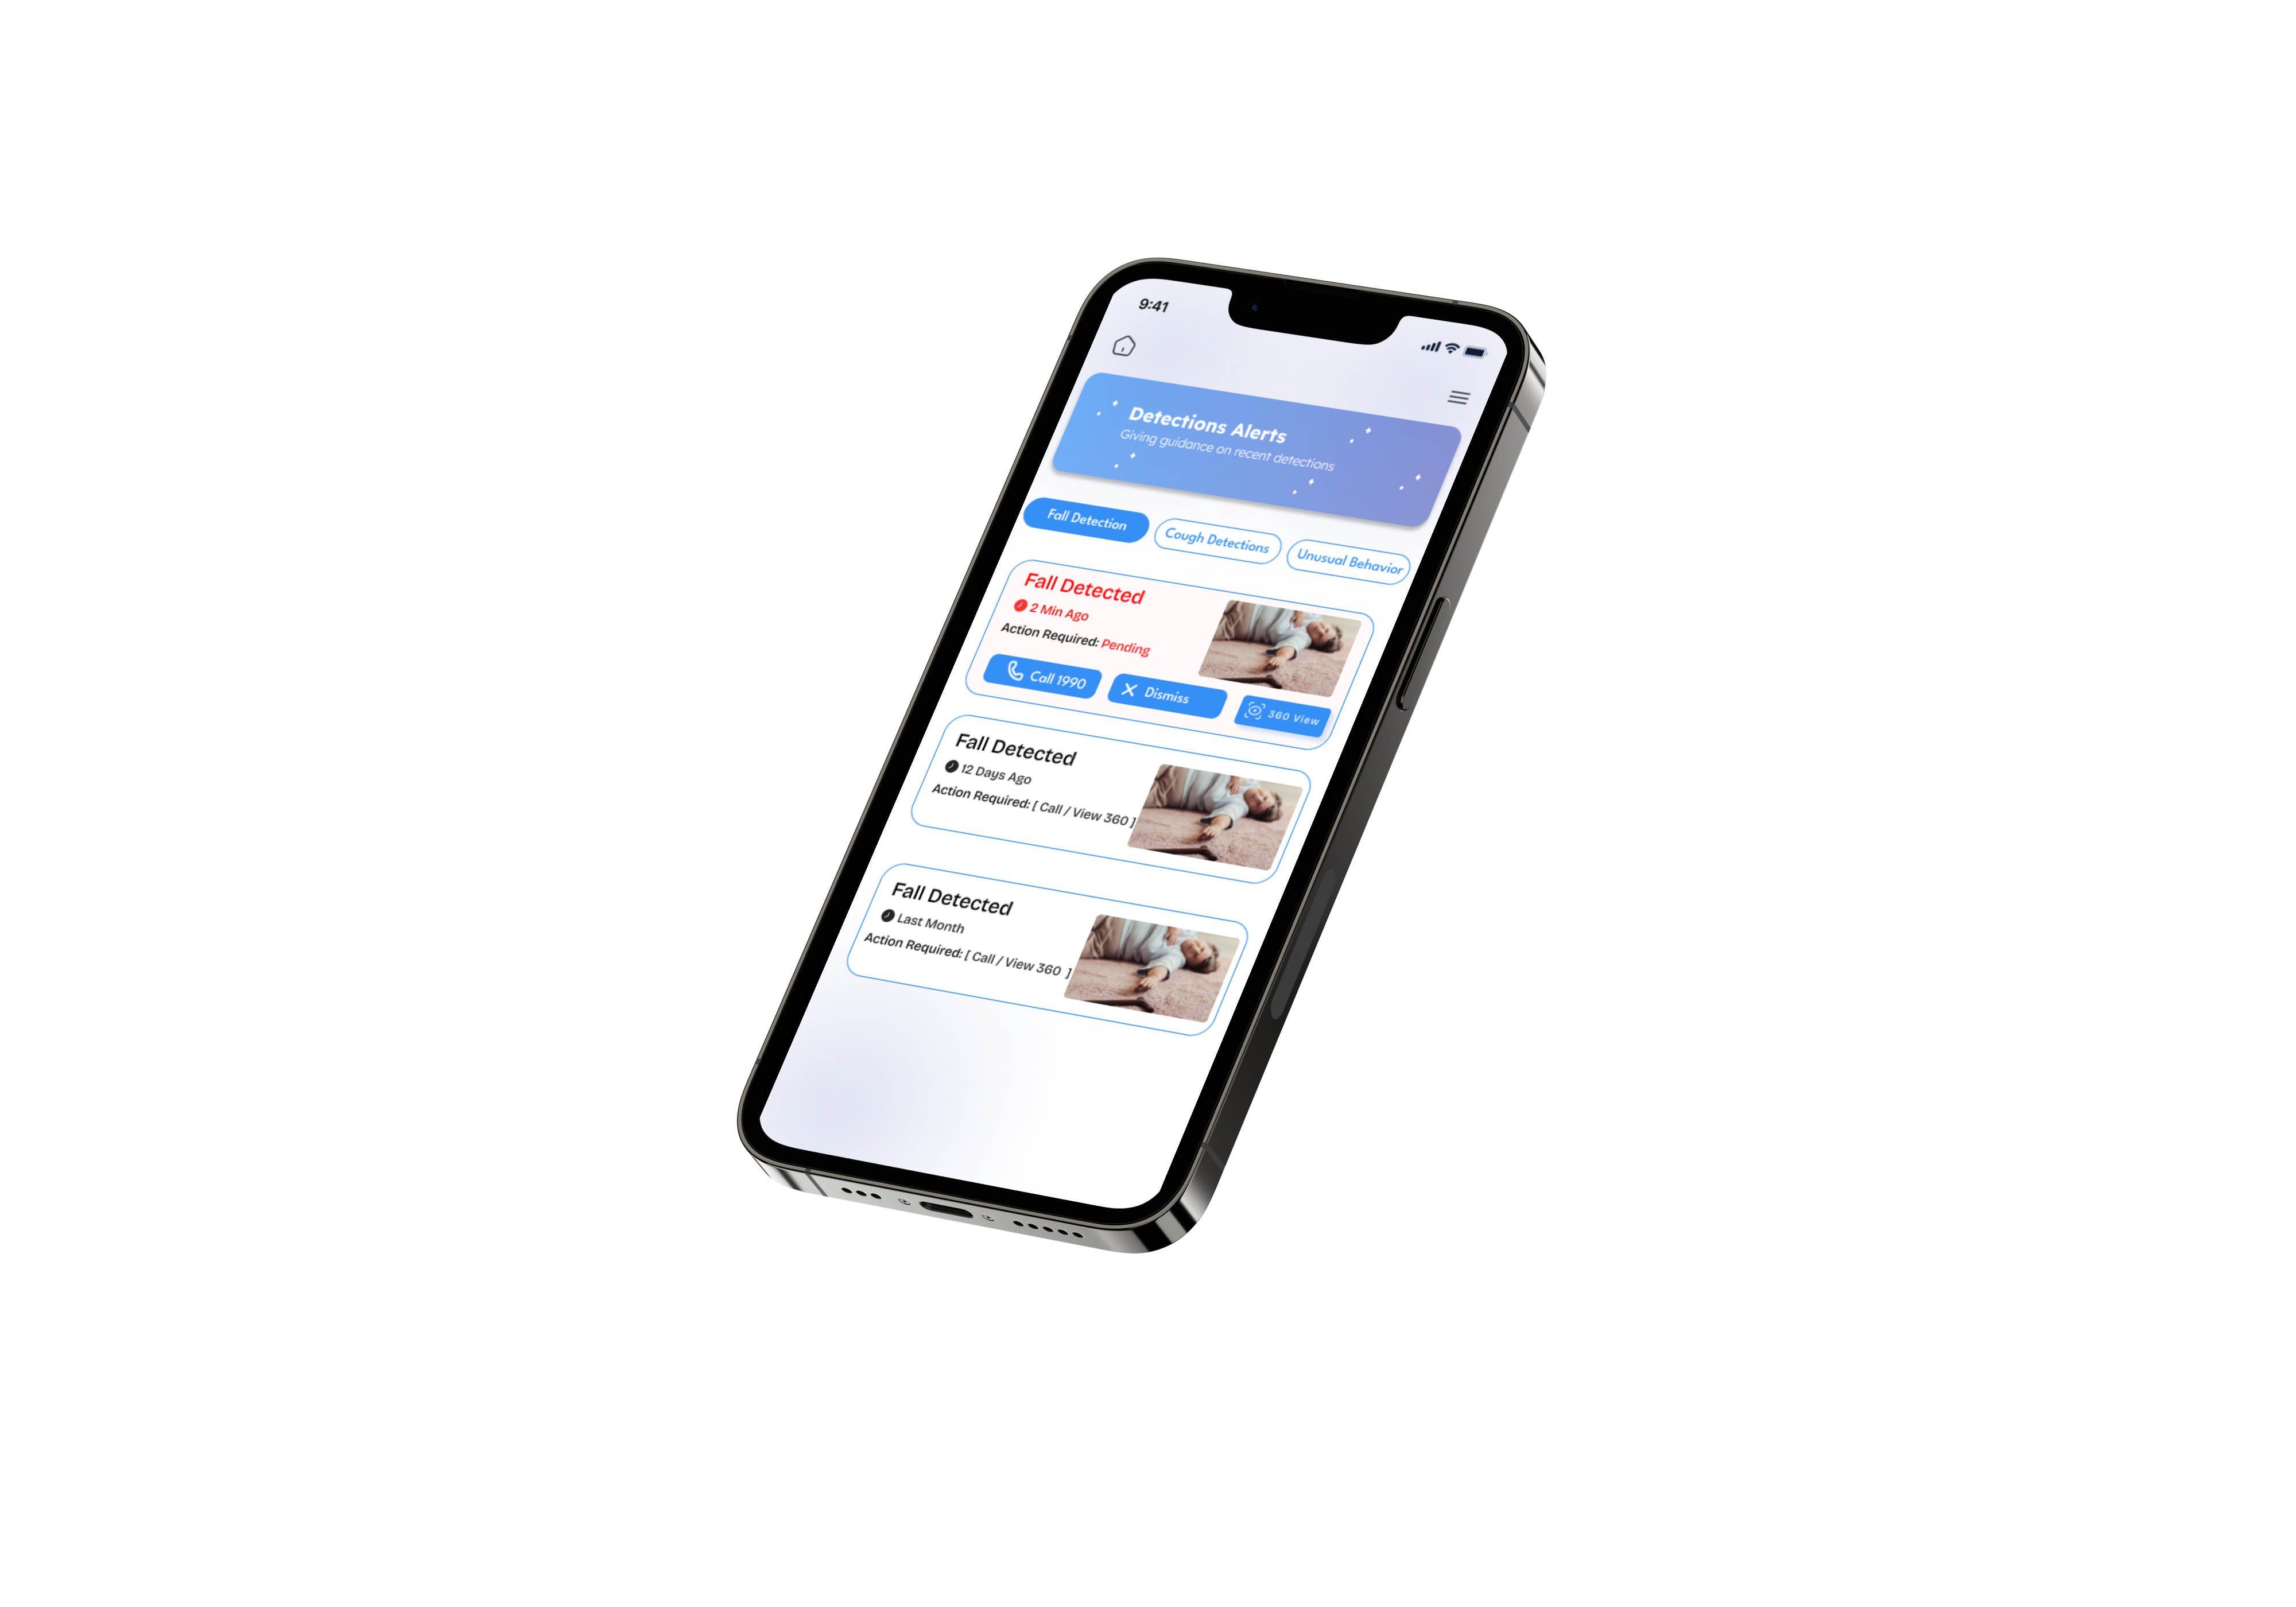 9:41
Detections Alerts
Giving guidance on recent detections
Fall Detection
Cough Detections
Unusual Behavior
Fall Detected
2 Min Ago
Action Required: Pending
Call 1990
Dismiss
360 View
Fall Detected
12 Days Ago
Action Required: [ Call / View 360 ]
Fall Detected
Last Month
Action Required: [ Call / View 360 ]